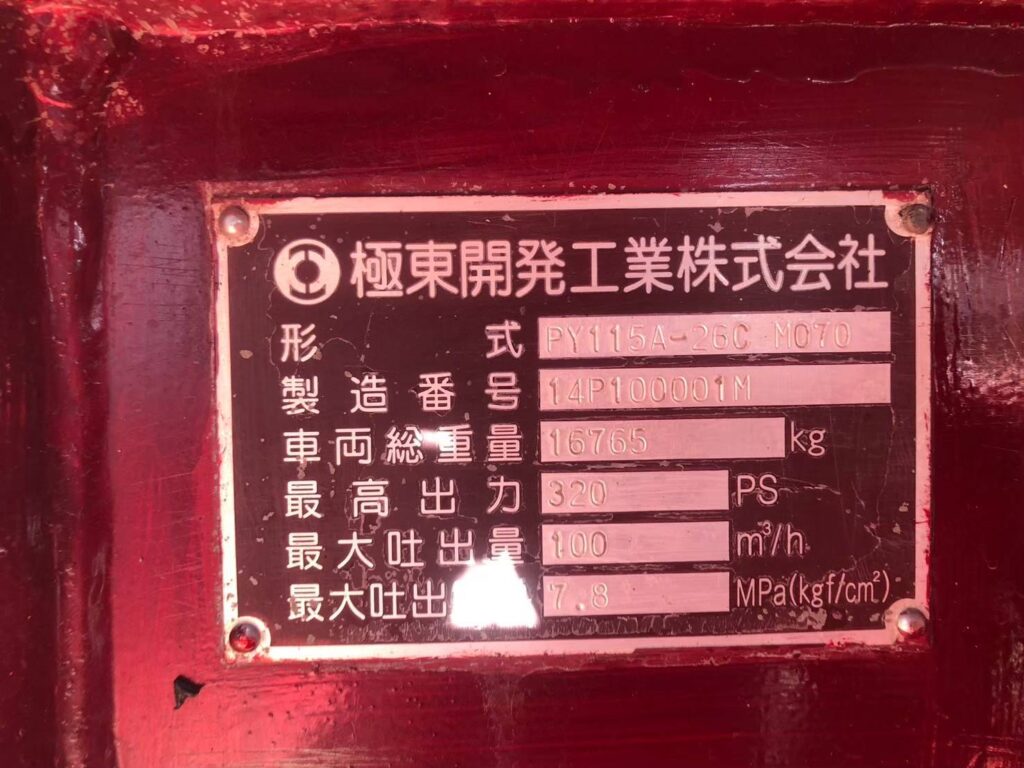 極東開発工業株式会社
形式 PY115A-26C M070
製造番号 14P100001M
車両総重量 16765 kg
最高出力 320 PS
最大吐出量 100 m³/h
最大吐出 7.8 MPa(kgf/cm²)